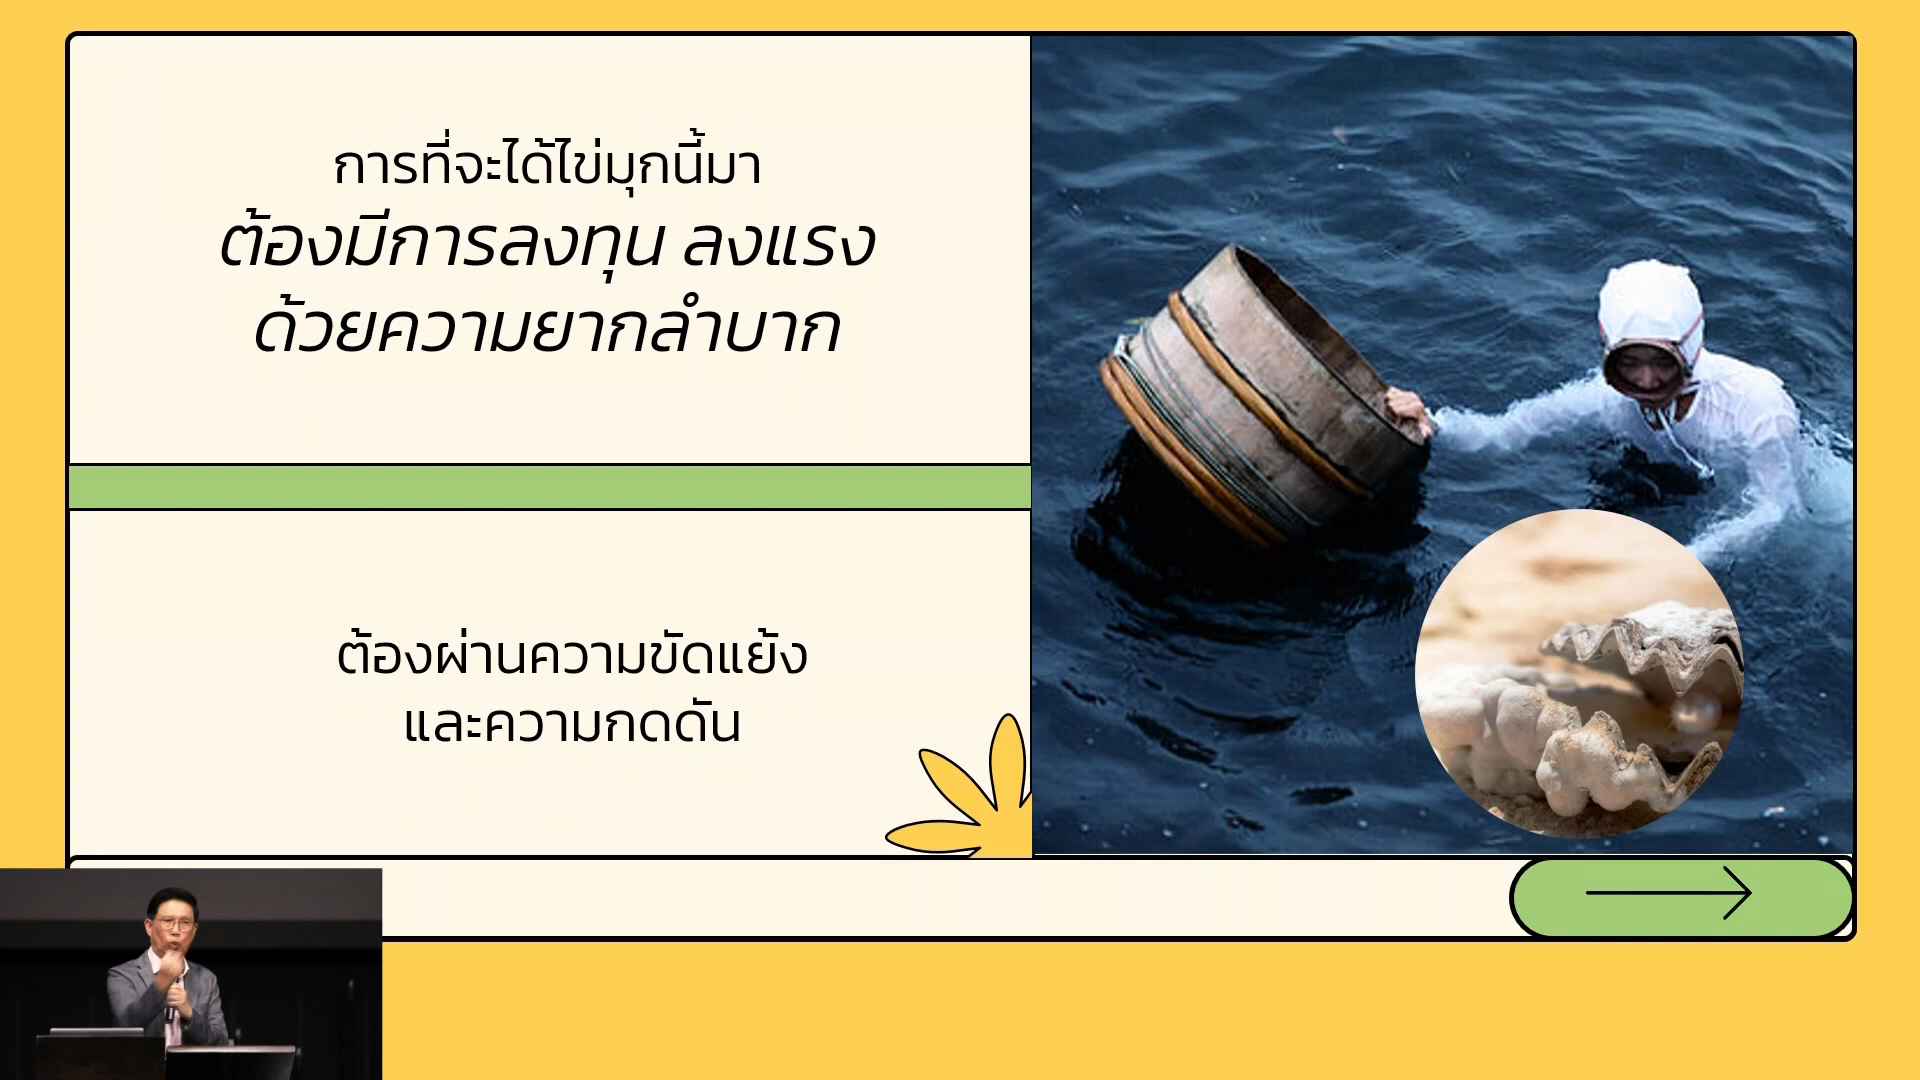 การที่จะได้ไข่มุกนี้มา
ต้องมีการลงทุน ลงแรง
ด้วยความยากลำบาก
ต้องผ่านความขัดแย้ง
และความกดดัน